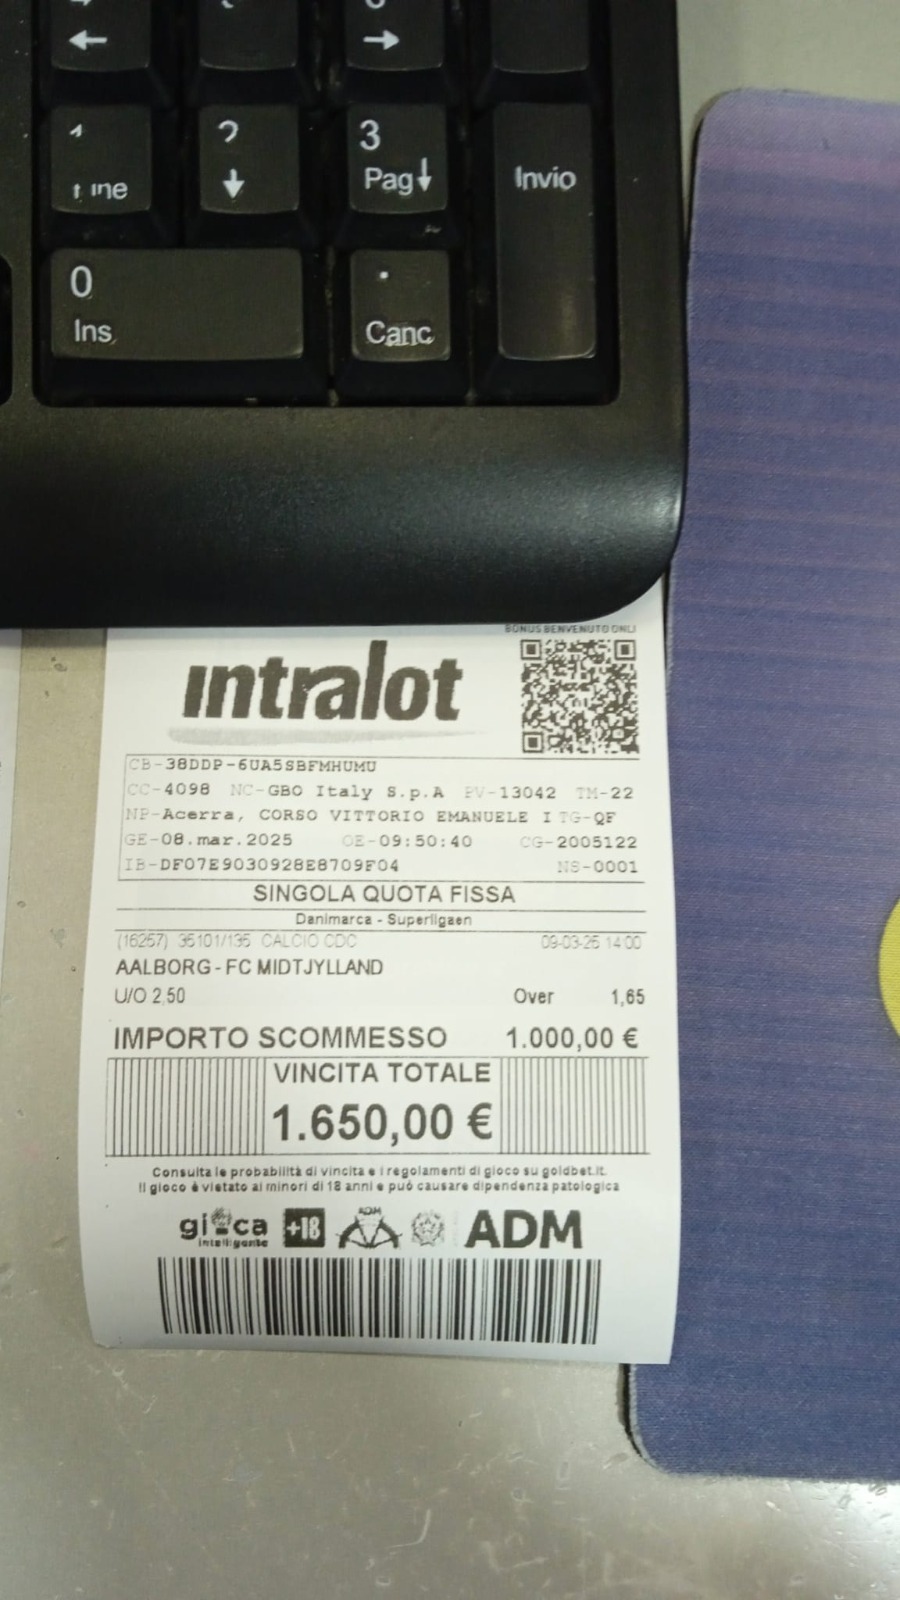 ←
→
3
Pag↓
Invio
0
Ins
.
Canc
BONUS BENVENUTO ONLI
intralot
CB-38DDP-6UA5SBFMHUMU
CC-4098 NC-GBO Italy S.p.A PV-13042 TM-22
NP-Acerra, CORSO VITTORIO EMANUELE I TG-QF
GE-08.mar.2025 OE-09:50:40 CG-2005122
IB-DF07E9030928E8709F04 NS-0001
SINGOLA QUOTA FISSA
Danimarca - Superligaen
(16257) 35101/135 CALCIO CDC 09-03-25 14:00
AALBORG - FC MIDTJYLLAND
U/O 2,50 Over 1,65
IMPORTO SCOMMESSO 1.000,00 €
VINCITA TOTALE
1.650,00 €
Consulta le probabilità di vincita e i regolamenti di gioco su goldbet.it.
Il gioco è vietato ai minori di 18 anni e può causare dipendenza patologica
gioca
intelligente
+18
ADM
ADM